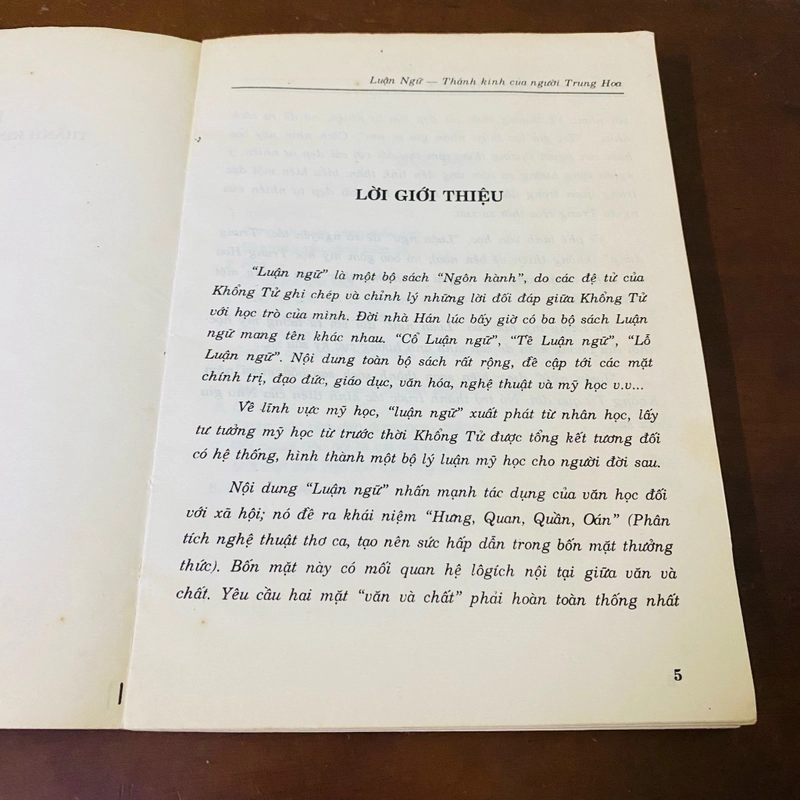 Luận Ngữ — Thánh kinh của người Trung Hoa
LỜI GIỚI THIỆU
“Luận ngữ” là một bộ sách “Ngôn hành”, do các đệ tử của
Khổng Tử ghi chép và chỉnh lý những lời đối đáp giữa Khổng Tử
với học trò của mình. Đời nhà Hán lúc bấy giờ có ba bộ sách Luận
ngữ mang tên khác nhau. “Cổ Luận ngữ”, “Tề Luận ngữ”, “Lỗ
Luận ngữ”. Nội dung toàn bộ sách rất rộng, đề cập tới các mặt
chính trị, đạo đức, giáo dục, văn hóa, nghệ thuật và mỹ học v.v...
Về lĩnh vực mỹ học, “luận ngữ” xuất phát từ nhân học, lấy
tư tưởng mỹ học từ trước thời Khổng Tử được tổng kết tương đối
có hệ thống, hình thành một bộ lý luận mỹ học cho người đời sau.
Nội dung “Luận ngữ” nhấn mạnh tác dụng của văn học đối
với xã hội; nó đề ra khái niệm “Hưng, Quan, Quần, Oán” (Phân
tích nghệ thuật thơ ca, tạo nên sức hấp dẫn trong bốn mặt thưởng
thức). Bốn mặt này có mối quan hệ lôgích nội tại giữa văn và
chất. Yêu cầu hai mặt “văn và chất” phải hoàn toàn thống nhất
5